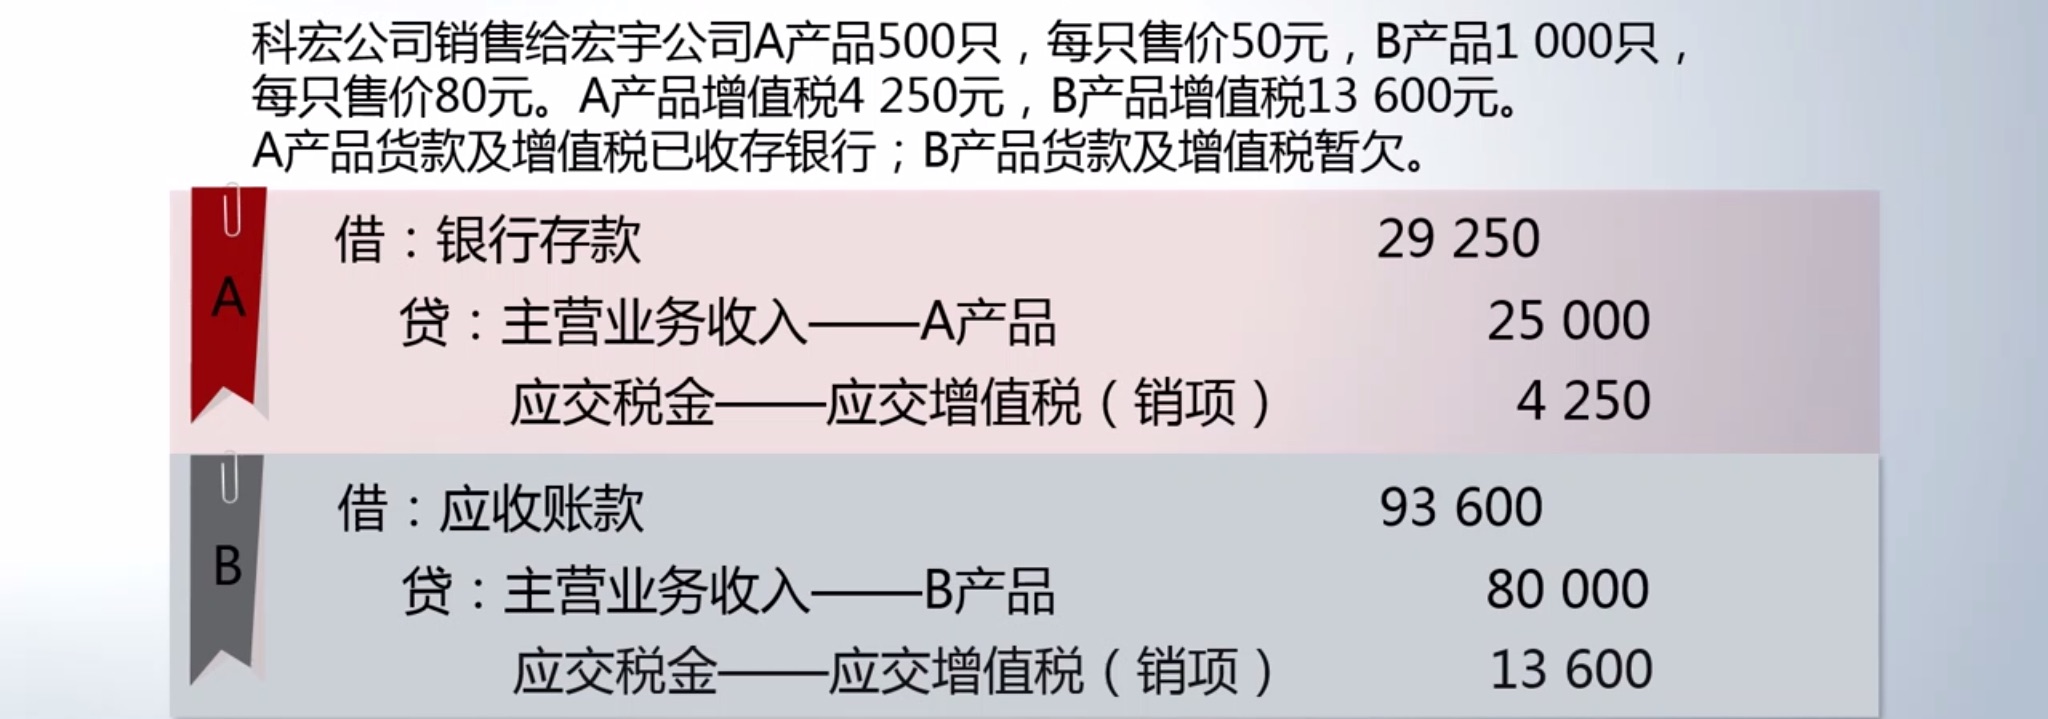 科宏公司销售给宏宇公司A产品500只，每只售价50元，B产品1 000只，
每只售价80元。A产品增值税4 250元，B产品增值税13 600元。
A产品货款及增值税已收存银行；B产品货款及增值税暂欠。
A
借：银行存款 29 250
贷：主营业务收入——A产品 25 000
应交税金——应交增值税（销项） 4 250
B
借：应收账款 93 600
贷：主营业务收入——B产品 80 000
应交税金——应交增值税（销项） 13 600